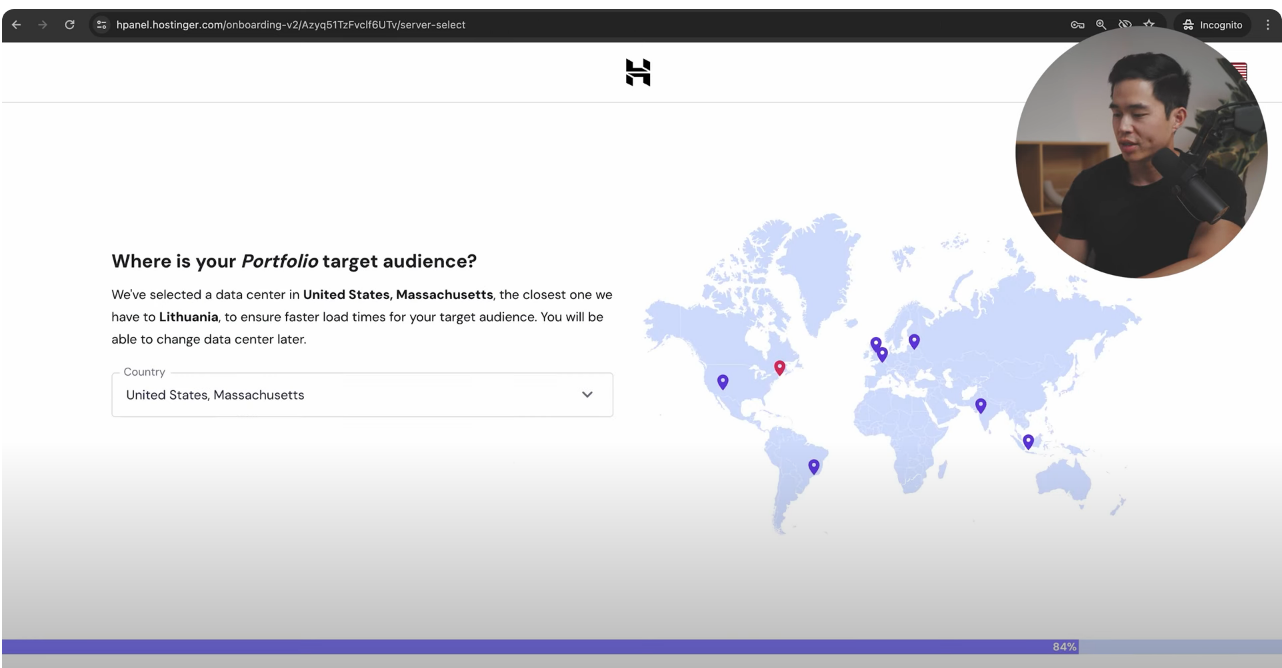 hpanel.hostinger.com/onboarding-v2/Azyq51TzFvclf6UTv/server-select
Incognito
Where is your Portfolio target audience?
We've selected a data center in United States, Massachusetts, the closest one we
have to Lithuania, to ensure faster load times for your target audience. You will be
able to change data center later.
Country
United States, Massachusetts
84%